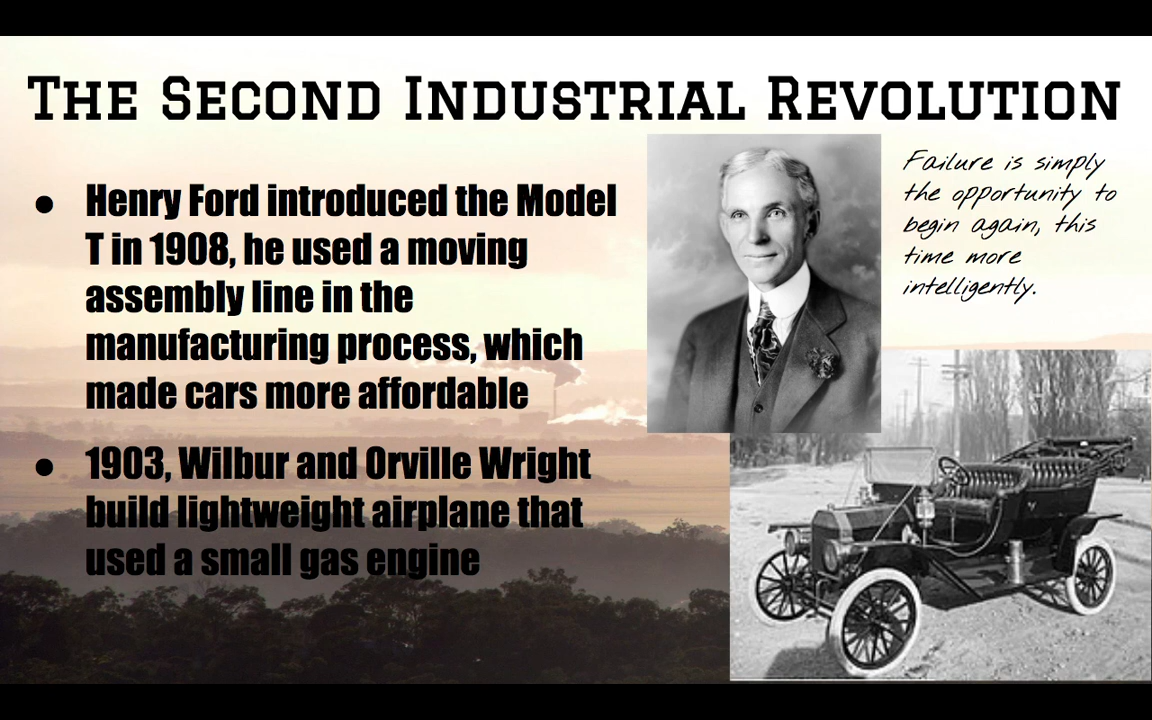 The Second Industrial Revolution
● Henry Ford introduced the Model
T in 1908, he used a moving
assembly line in the
manufacturing process, which
made cars more affordable
● 1903, Wilbur and Orville Wright
build lightweight airplane that
used a small gas engine
Failure is simply
the opportunity to
begin again, this
time more
intelligently.